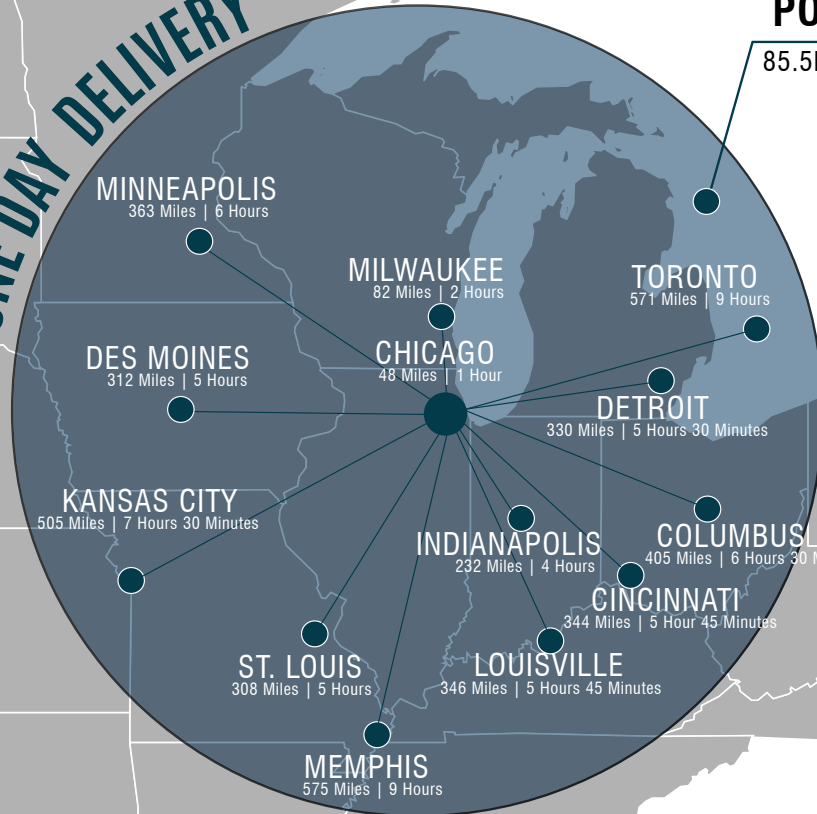 ONE DAY DELIVERY
PO
85.5
MINNEAPOLIS
363 Miles | 6 Hours
MILWAUKEE
82 Miles | 2 Hours
TORONTO
571 Miles | 9 Hours
CHICAGO
48 Miles | 1 Hour
DES MOINES
312 Miles | 5 Hours
DETROIT
330 Miles | 5 Hours 30 Minutes
KANSAS CITY
505 Miles | 7 Hours 30 Minutes
INDIANAPOLIS
232 Miles | 4 Hours
COLUMBUS
405 Miles | 6 Hours 30 M
CINCINNATI
344 Miles | 5 Hour 45 Minutes
ST. LOUIS
308 Miles | 5 Hours
LOUISVILLE
346 Miles | 5 Hours 45 Minutes
MEMPHIS
575 Miles | 9 Hours